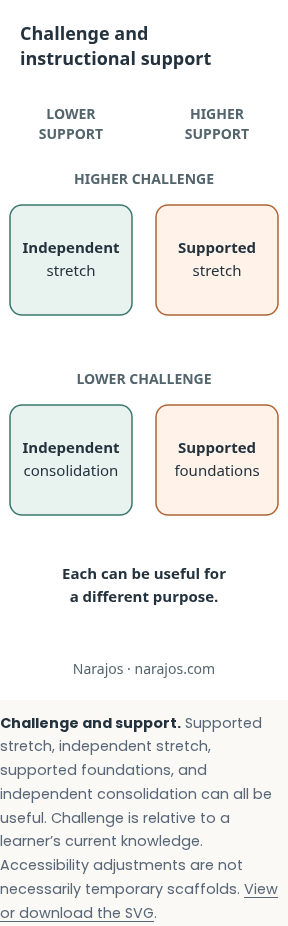 Challenge and
instructional support
LOWER
SUPPORT
HIGHER
SUPPORT
HIGHER CHALLENGE
Independent
stretch
Supported
stretch
LOWER CHALLENGE
Independent
consolidation
Supported
foundations
Each can be useful for
a different purpose.
Narajos · narajos.com
Challenge and support. Supported
stretch, independent stretch,
supported foundations, and
independent consolidation can all be
useful. Challenge is relative to a
learner’s current knowledge.
Accessibility adjustments are not
necessarily temporary scaffolds. View
or download the SVG.